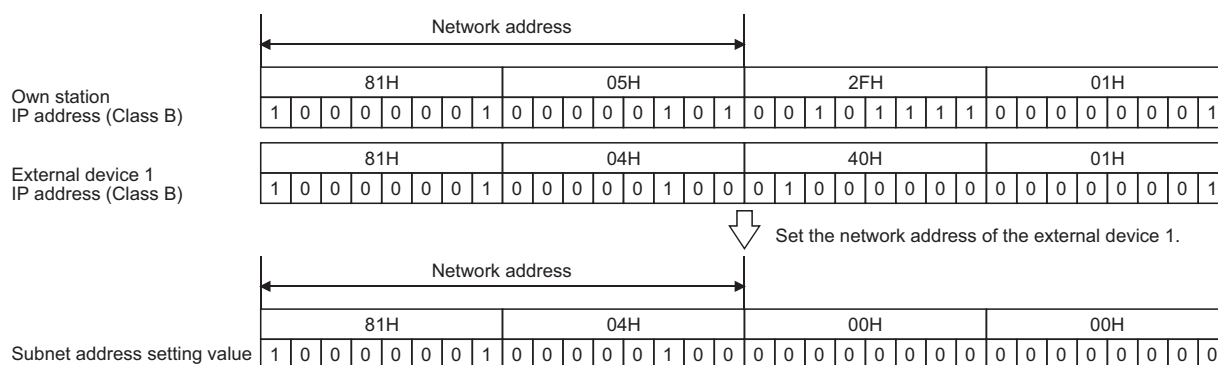 Network address
Own station
IP address (Class B)
81H 05H 2FH 01H
1 0 0 0 0 0 0 1 0 0 0 0 0 1 0 1 0 0 1 0 1 1 1 1 0 0 0 0 0 0 0 1
External device 1
IP address (Class B)
81H 04H 40H 01H
1 0 0 0 0 0 0 1 0 0 0 0 0 1 0 0 0 1 0 0 0 0 0 0 0 0 0 0 0 0 0 1
Set the network address of the external device 1.
Network address
81H 04H 00H 00H
Subnet address setting value 1 0 0 0 0 0 0 1 0 0 0 0 0 1 0 0 0 0 0 0 0 0 0 0 0 0 0 0 0 0 0 0